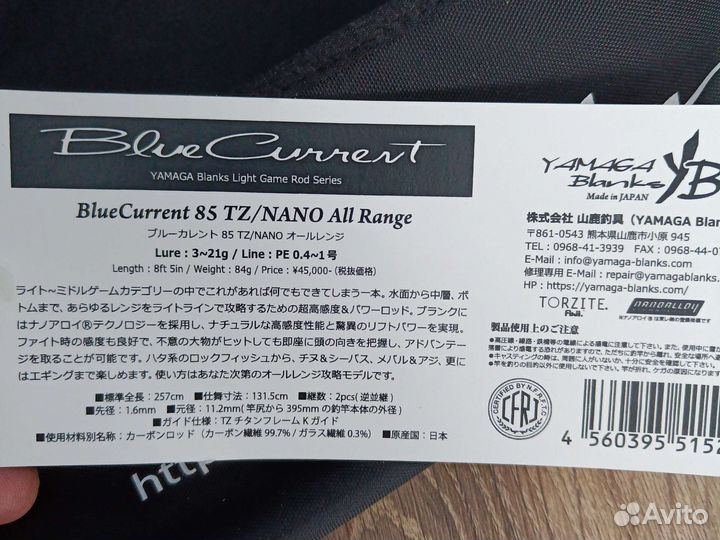 BlueCurrent
YAMAGA Blanks Light Game Rod Series
BlueCurrent 85 TZ/NANO All Range
ブルーカレント 85 TZ/NANO オールレンジ
Lure : 3~21g / Line : PE 0.4~1号
Length : 8ft 5in / Weight : 84g / Price : ¥45,000-(税抜価格)
ライト~ミドルゲームカテゴリーの中でこれがあれば何でもできてしまう一本。水面から中層、ボ
トムまで、あらゆるレンジをライトラインで攻略するための超高感度&パワーロッド。ブランクに
はナノアロイ®テクノロジーを採用し、ナチュラルな高感度性能と驚異のリフトパワーを実現。
ファイト時の感度も良好で、不意の大物がヒットしても即座に頭の向きを把握し、アドバンテー
ジを取ることが可能です。ハタ系のロックフィッシュから、チヌ&シーバス、メバル&アジ、更に
はエギングまで楽しめます。使い方はあなた次第のオールレンジ攻略モデルです。
■標準全長:257cm ■仕舞寸法:131.5cm ■継数:2pcs(逆並継)
■先径:1.6mm ■元径:11.2mm(竿尻から395mmの釣竿本体の外径)
■ガイド仕様:TZ チタンフレーム K ガイド
■使用材料別名称:カーボンロッド(カーボン繊維 99.7% / ガラス繊維 0.3%) ■原産国:日本
YAMAGA
Blanks
Made in JAPAN
YB
株式会社 山鹿釣具 (YAMAGA Blan
〒861-0543 熊本県山鹿市小原 945
TEL : 0968-41-3939 FAX : 0968-44-07
E-mail : info@yamaga-blanks.com
修理専用 E-mail : repair@yamagablanks
HP : https://yamaga-blanks.com/
TORZITE
Fuji
NANOALLOY
製品使用上のご注意
CERTIFIED BY N.F.R.F.T.C
CFRJ
4 560395 5152
http
Avito